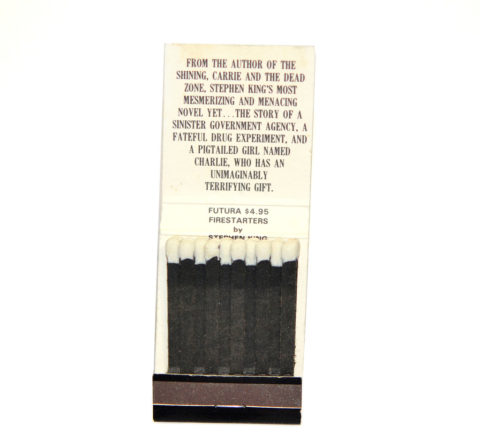 FROM THE AUTHOR OF THE
SHINING, CARRIE AND THE DEAD
ZONE, STEPHEN KING'S MOST
MESMERIZING AND MENACING
NOVEL YET...THE STORY OF A
SINISTER GOVERNMENT AGENCY, A
FATEFUL DRUG EXPERIMENT, AND
A PIGTAILED GIRL NAMED
CHARLIE, WHO HAS AN
UNIMAGINABLY
TERRIFYING GIFT.
FUTURA $4.95
FIRESTARTERS
by
STEPHEN KING